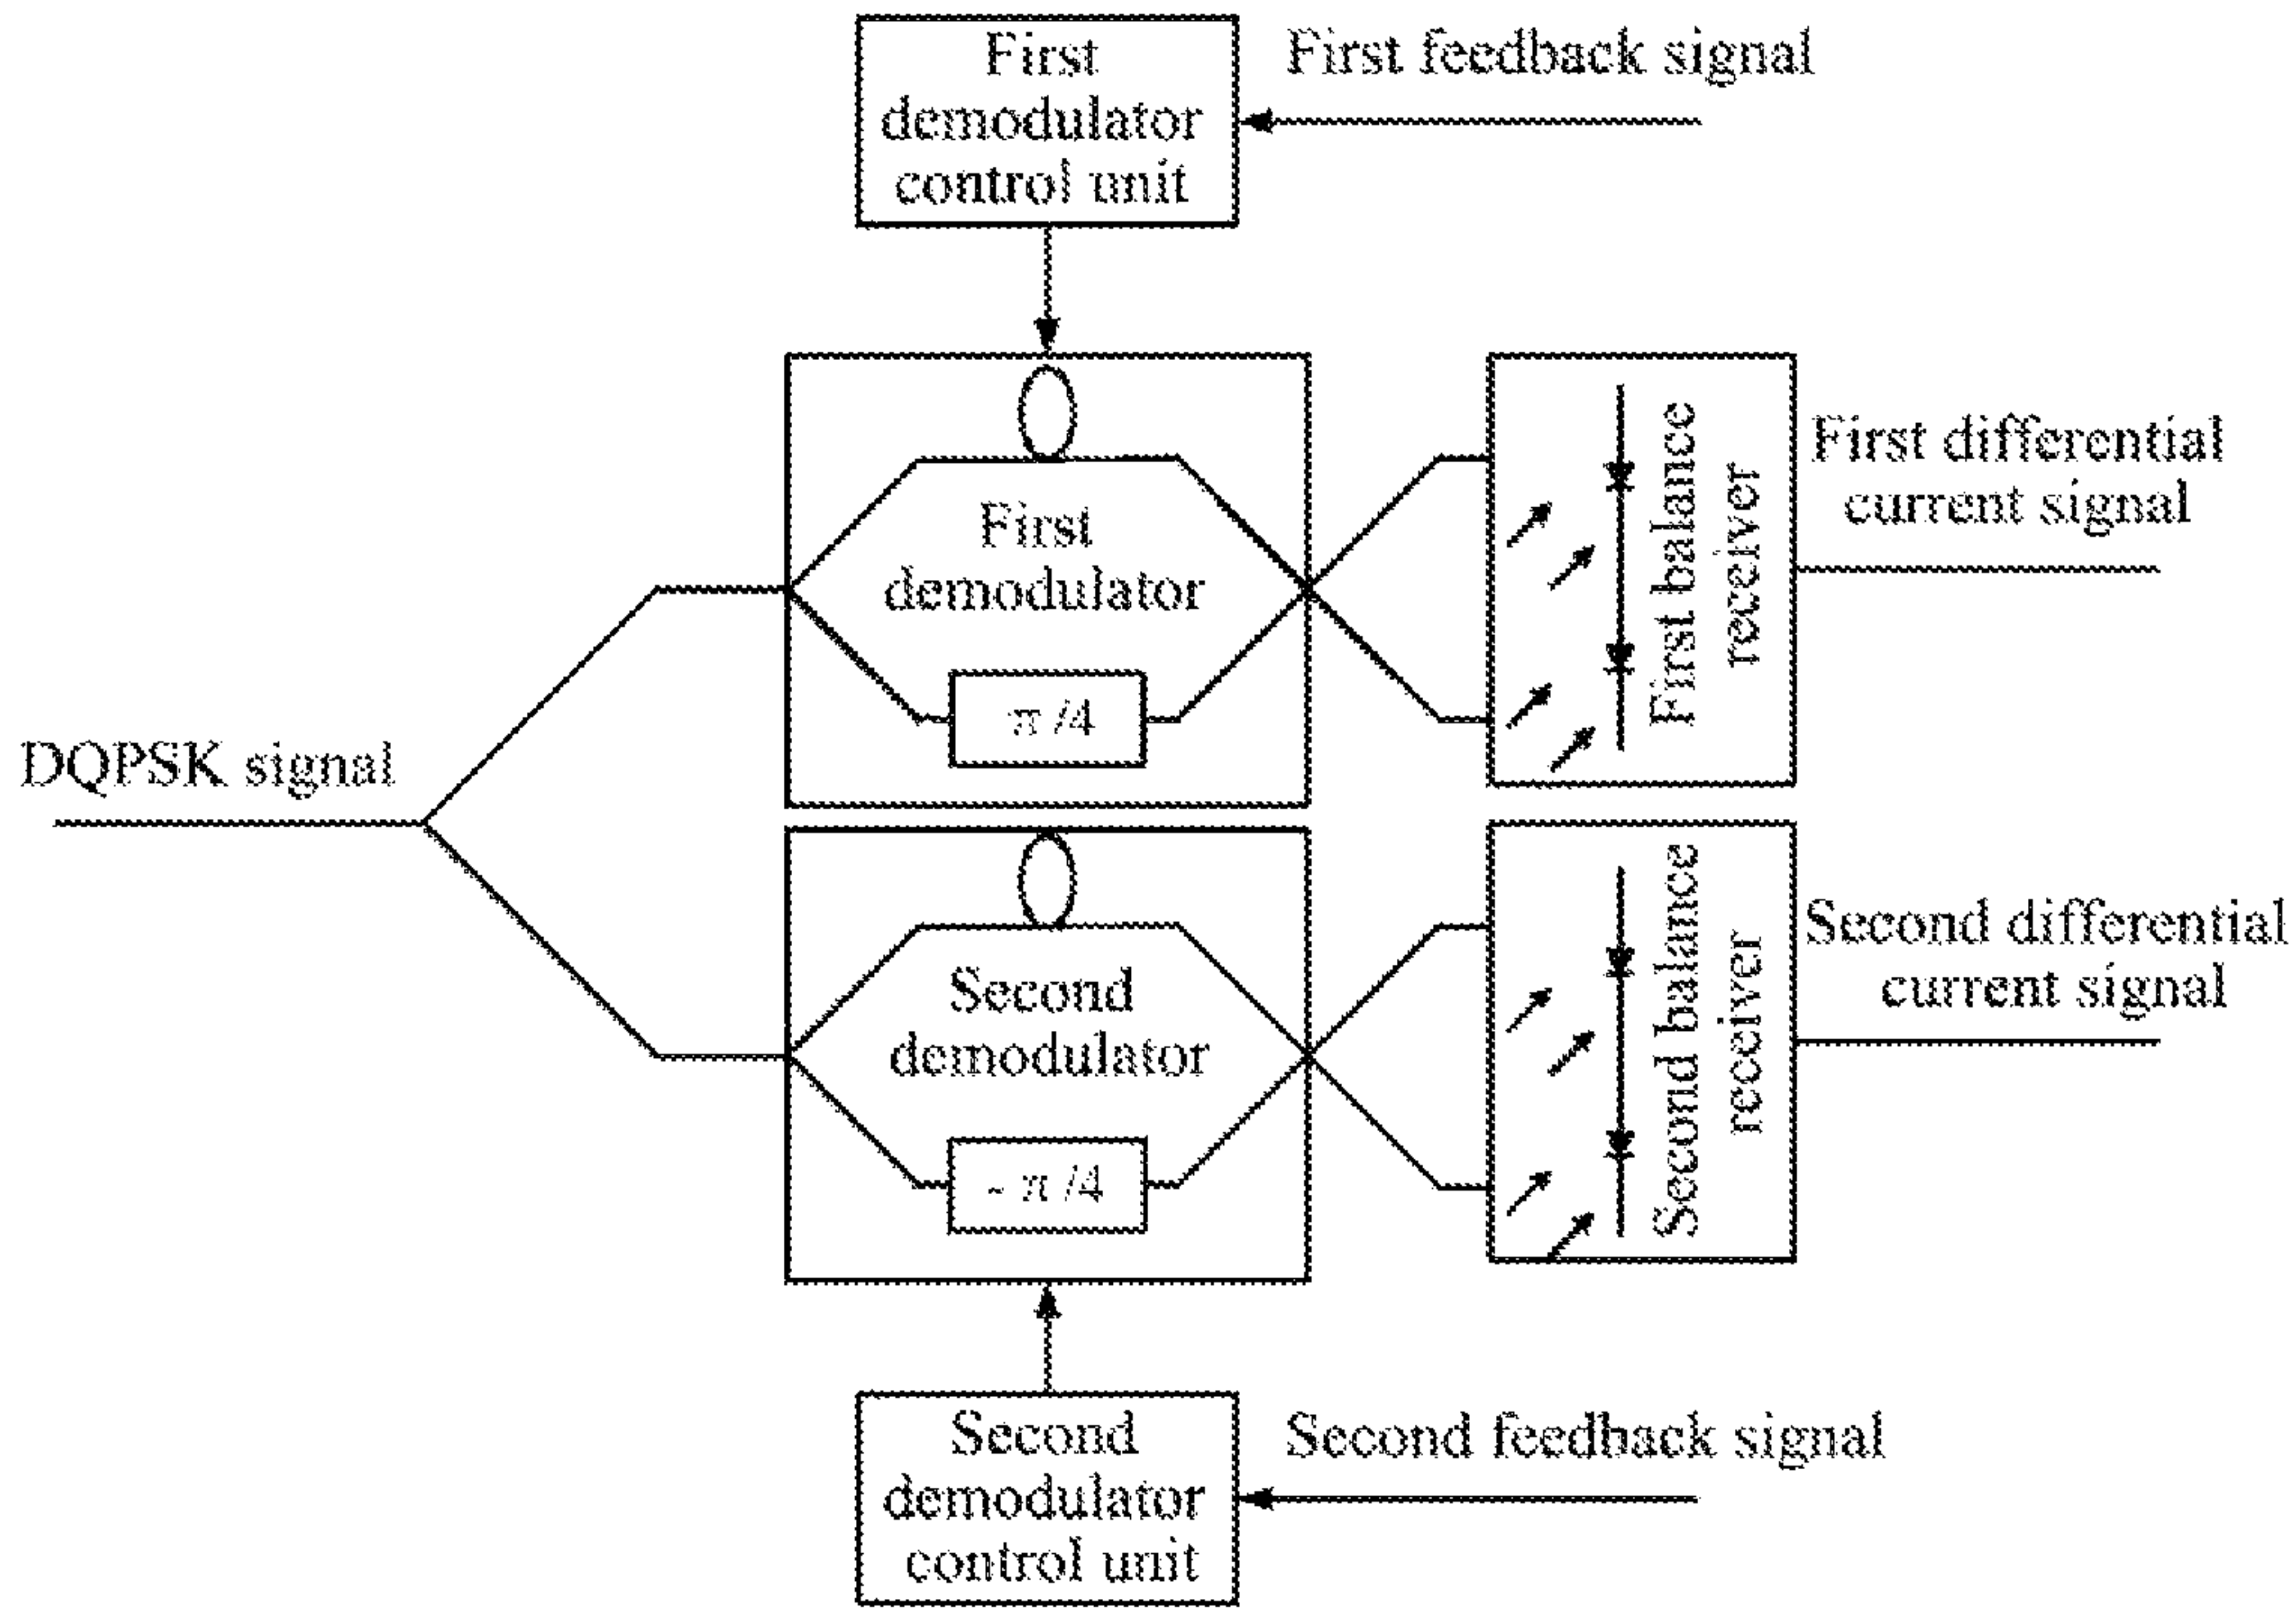 First
demodulator
control unit
First feedback signal
First
demodulator
π/4
First balance
receiver
First differential
current signal
DQPSK signal
Second
demodulator
- π/4
Second balance
receiver
Second differential
current signal
Second
demodulator
control unit
Second feedback signal